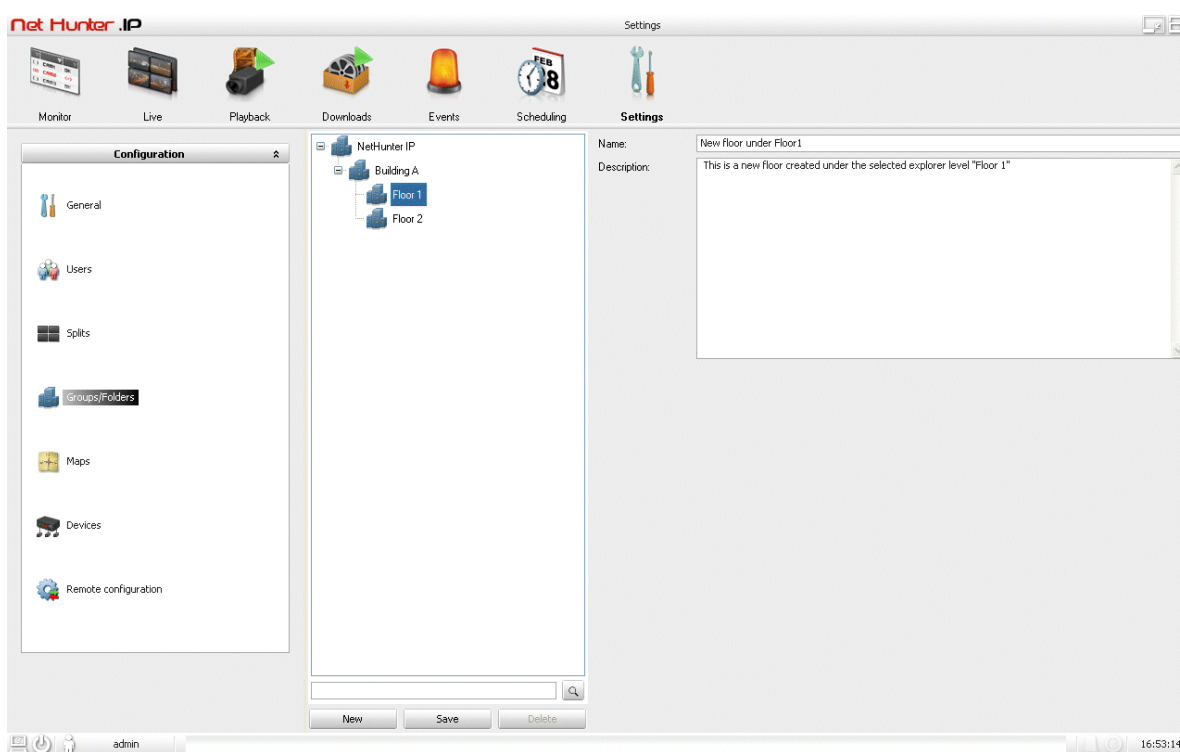 Net Hunter .IP
Settings
Monitor
Live
Playback
Downloads
Events
Scheduling
Settings
Configuration
General
Users
Splits
Groups/Folders
Maps
Devices
Remote configuration
NetHunter IP
Building A
Floor 1
Floor 2
New
Save
Delete
Name:
New floor under Floor1
Description:
This is a new floor created under the selected explorer level "Floor 1"
admin
16:53:14